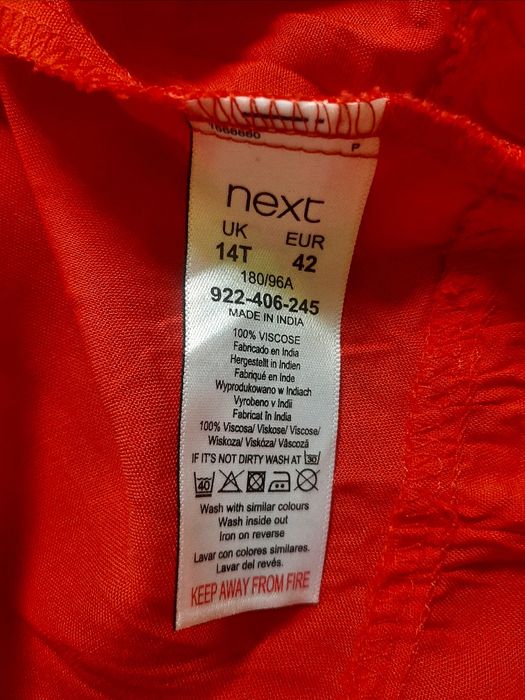 P
next
UK EUR
14T 42
180/96A
922-406-245
MADE IN INDIA
100% VISCOSE
Fabricado en India
Hergestellt in Indien
Fabriqué en Inde
Wyprodukowano w Indiach
Vyrobeno v Indii
Fabricat în India
100% Viscosa/ Viskose/ Viscose/
Wiskoza/ Viskóza/ Vâscoză
IF IT'S NOT DIRTY WASH AT 30
40
Wash with similar colours
Wash inside out
Iron on reverse
Lavar con colores similares.
Lavar del revés.
KEEP AWAY FROM FIRE